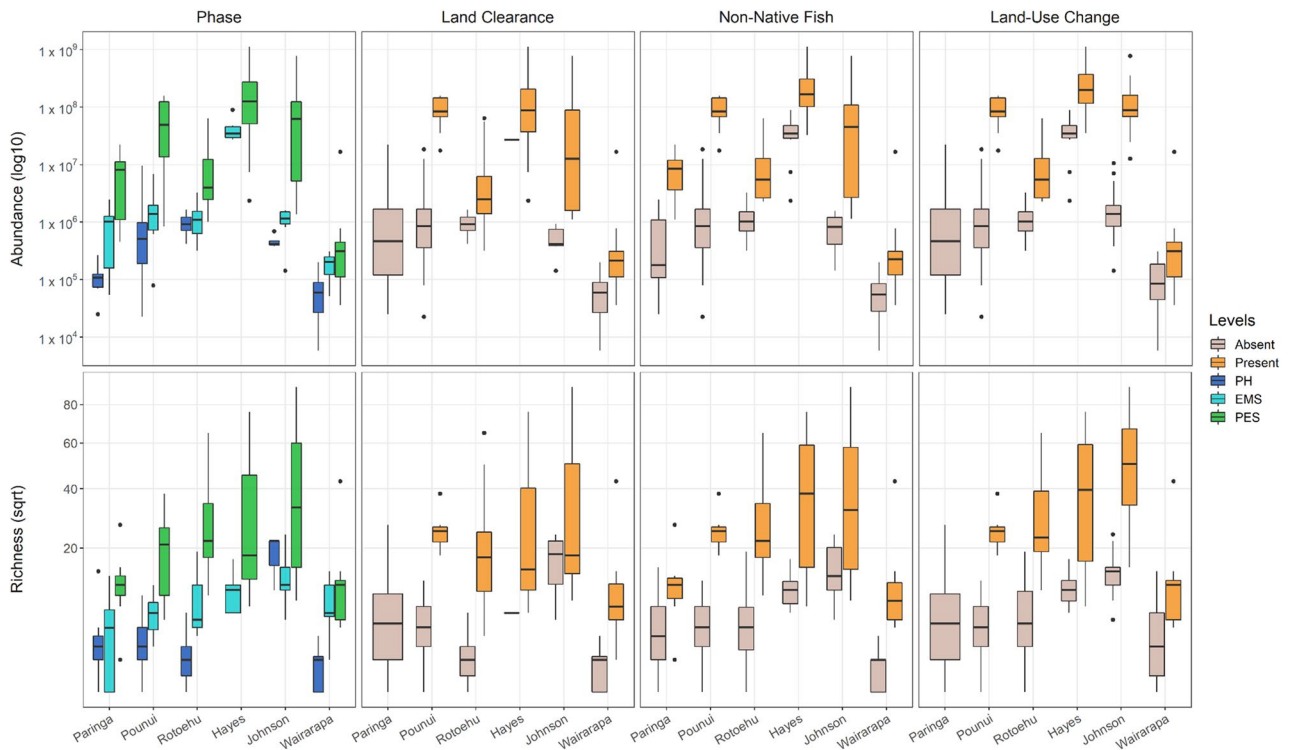 Phase Land Clearance Non-Native Fish Land-Use Change
Abundance (log10)
1 x 10⁹
1 x 10⁸
1 x 10⁷
1 x 10⁶
1 x 10⁵
1 x 10⁴
Richness (sqrt)
80
60
40
20
Paringa Pounui Rotoehu Hayes Johnson Wairarapa Paringa Pounui Rotoehu Hayes Johnson Wairarapa Paringa Pounui Rotoehu Hayes Johnson Wairarapa Paringa Pounui Rotoehu Hayes Johnson Wairarapa
Levels
Absent
Present
PH
EMS
PES